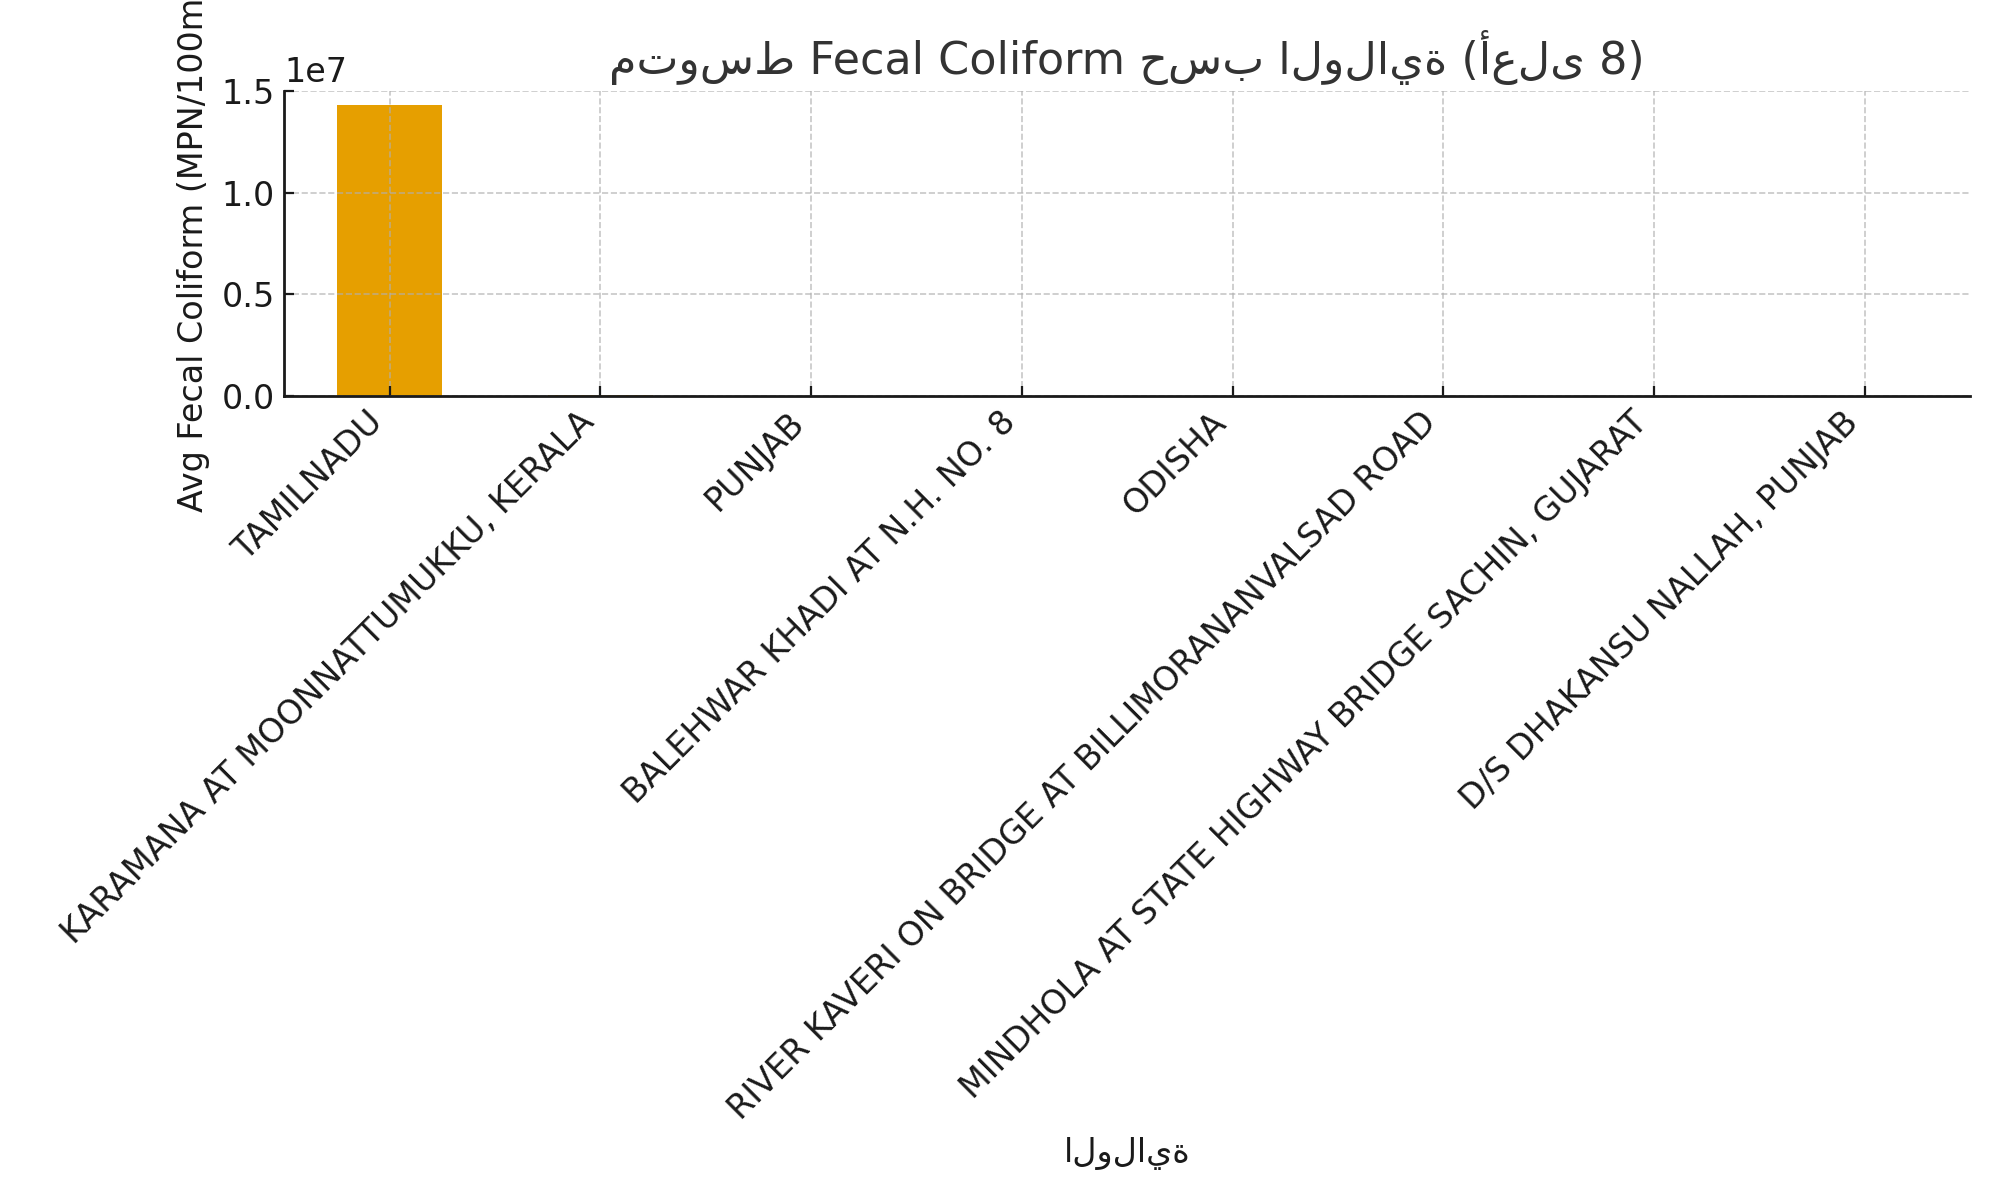 متوسط Fecal Coliform حسب الولاية (أعلى 8)
1e7
Avg Fecal Coliform (MPN/100m
1.5
1.0
0.5
0.0
TAMILNADU
KARAMANA AT MOONNATTUMUKKU, KERALA
PUNJAB
BALEHWAR KHADI AT N.H. NO. 8
ODISHA
RIVER KAVERI ON BRIDGE AT BILLIMORANANVALSAD ROAD
MINDHOLA AT STATE HIGHWAY BRIDGE SACHIN, GUJARAT
D/S DHAKANSU NALLAH, PUNJAB
الولاية